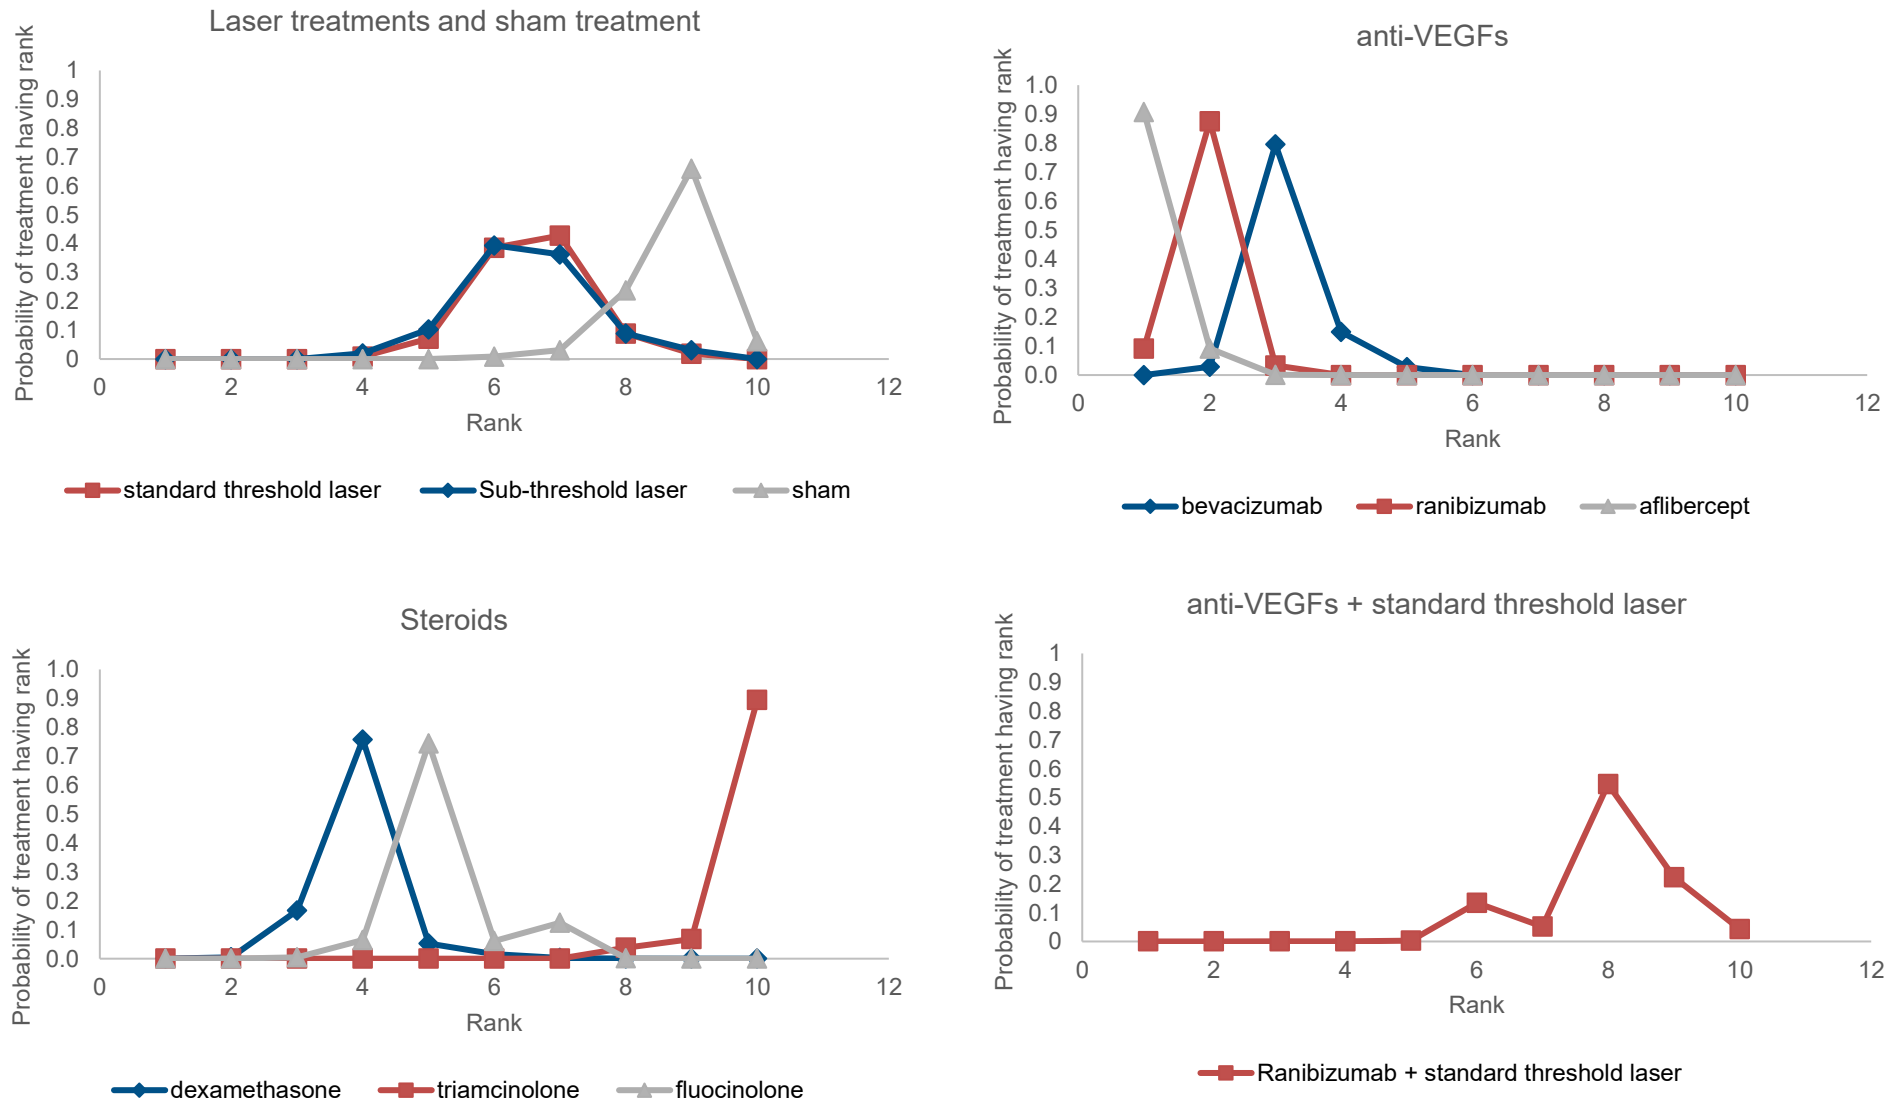 Laser treatments and sham treatment
Probability of treatment having rank
1
0.9
0.8
0.7
0.6
0.5
0.4
0.3
0.2
0.1
0
0 2 4 6 8 10 12
Rank
standard threshold laser Sub-threshold laser sham
anti-VEGFs
Probability of treatment having rank
1.0
0.9
0.8
0.7
0.6
0.5
0.4
0.3
0.2
0.1
0.0
0 2 4 6 8 10 12
Rank
bevacizumab ranibizumab aflibercept
Steroids
Probability of treatment having rank
1.0
0.9
0.8
0.7
0.6
0.5
0.4
0.3
0.2
0.1
0.0
0 2 4 6 8 10 12
Rank
dexamethasone triamcinolone fluocinolone
anti-VEGFs + standard threshold laser
Probability of treatment having rank
1
0.9
0.8
0.7
0.6
0.5
0.4
0.3
0.2
0.1
0
0 2 4 6 8 10 12
Rank
Ranibizumab + standard threshold laser